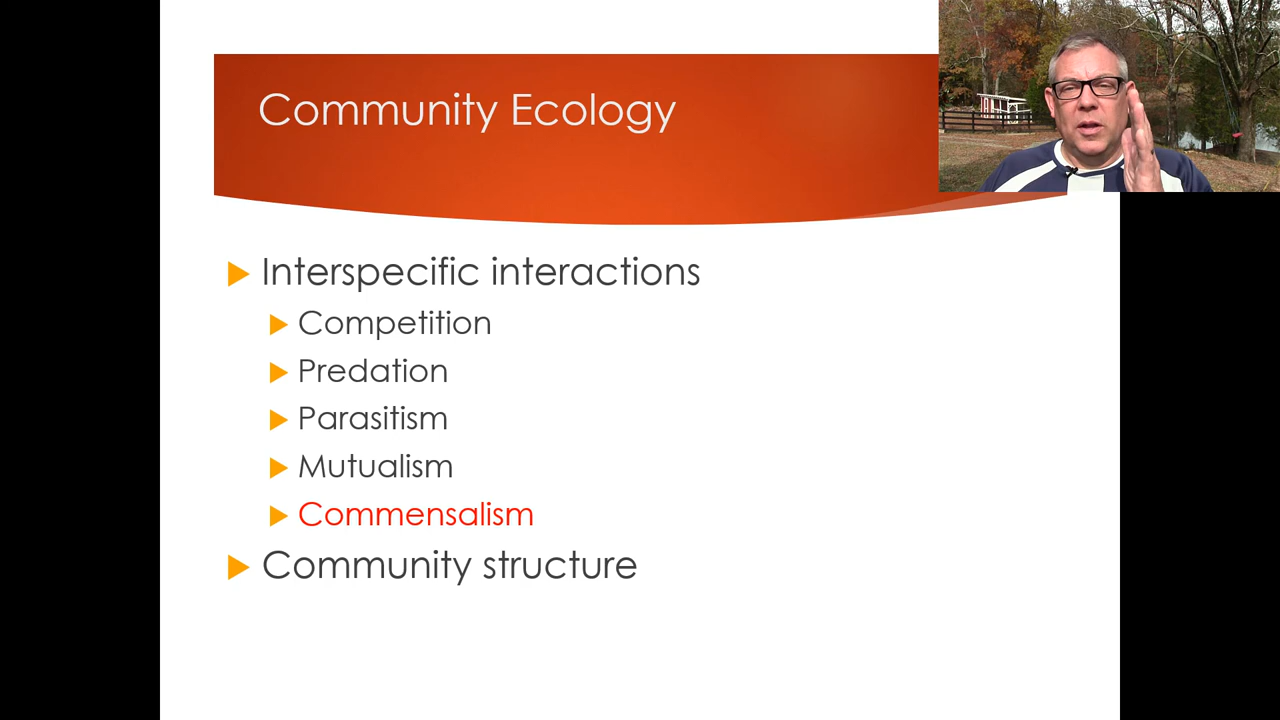 Community Ecology
Interspecific interactions
Competition
Predation
Parasitism
Mutualism
Commensalism
Community structure